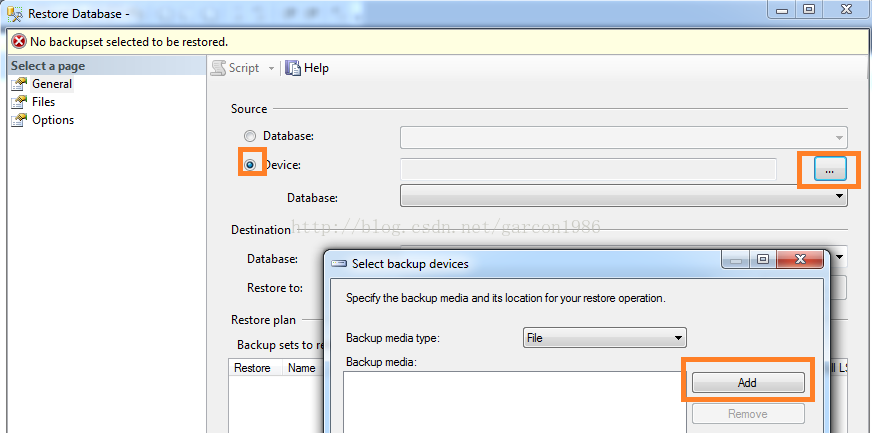 Restore Database -
No backupset selected to be restored.
Select a page
General
Files
Options
Script
Help
Source
Database:
Device:
...
Database:
http://blog.csdn.net/garcon1986
Destination
Database:
Restore to:
Restore plan
Backup sets to re
Restore Name
ll LS
Select backup devices
Specify the backup media and its location for your restore operation.
Backup media type: File
Backup media:
Add
Remove